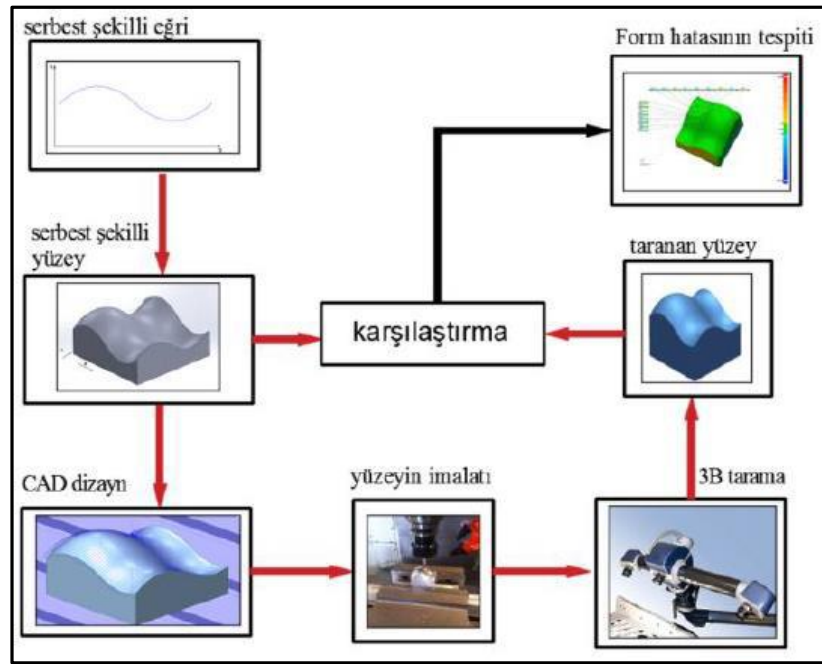 serbest şekilli eğri
Form hatasının tespiti
serbest şekilli
yüzey
taranan yüzey
karşılaştırma
CAD dizayn
yüzeyin imalatı
3B tarama